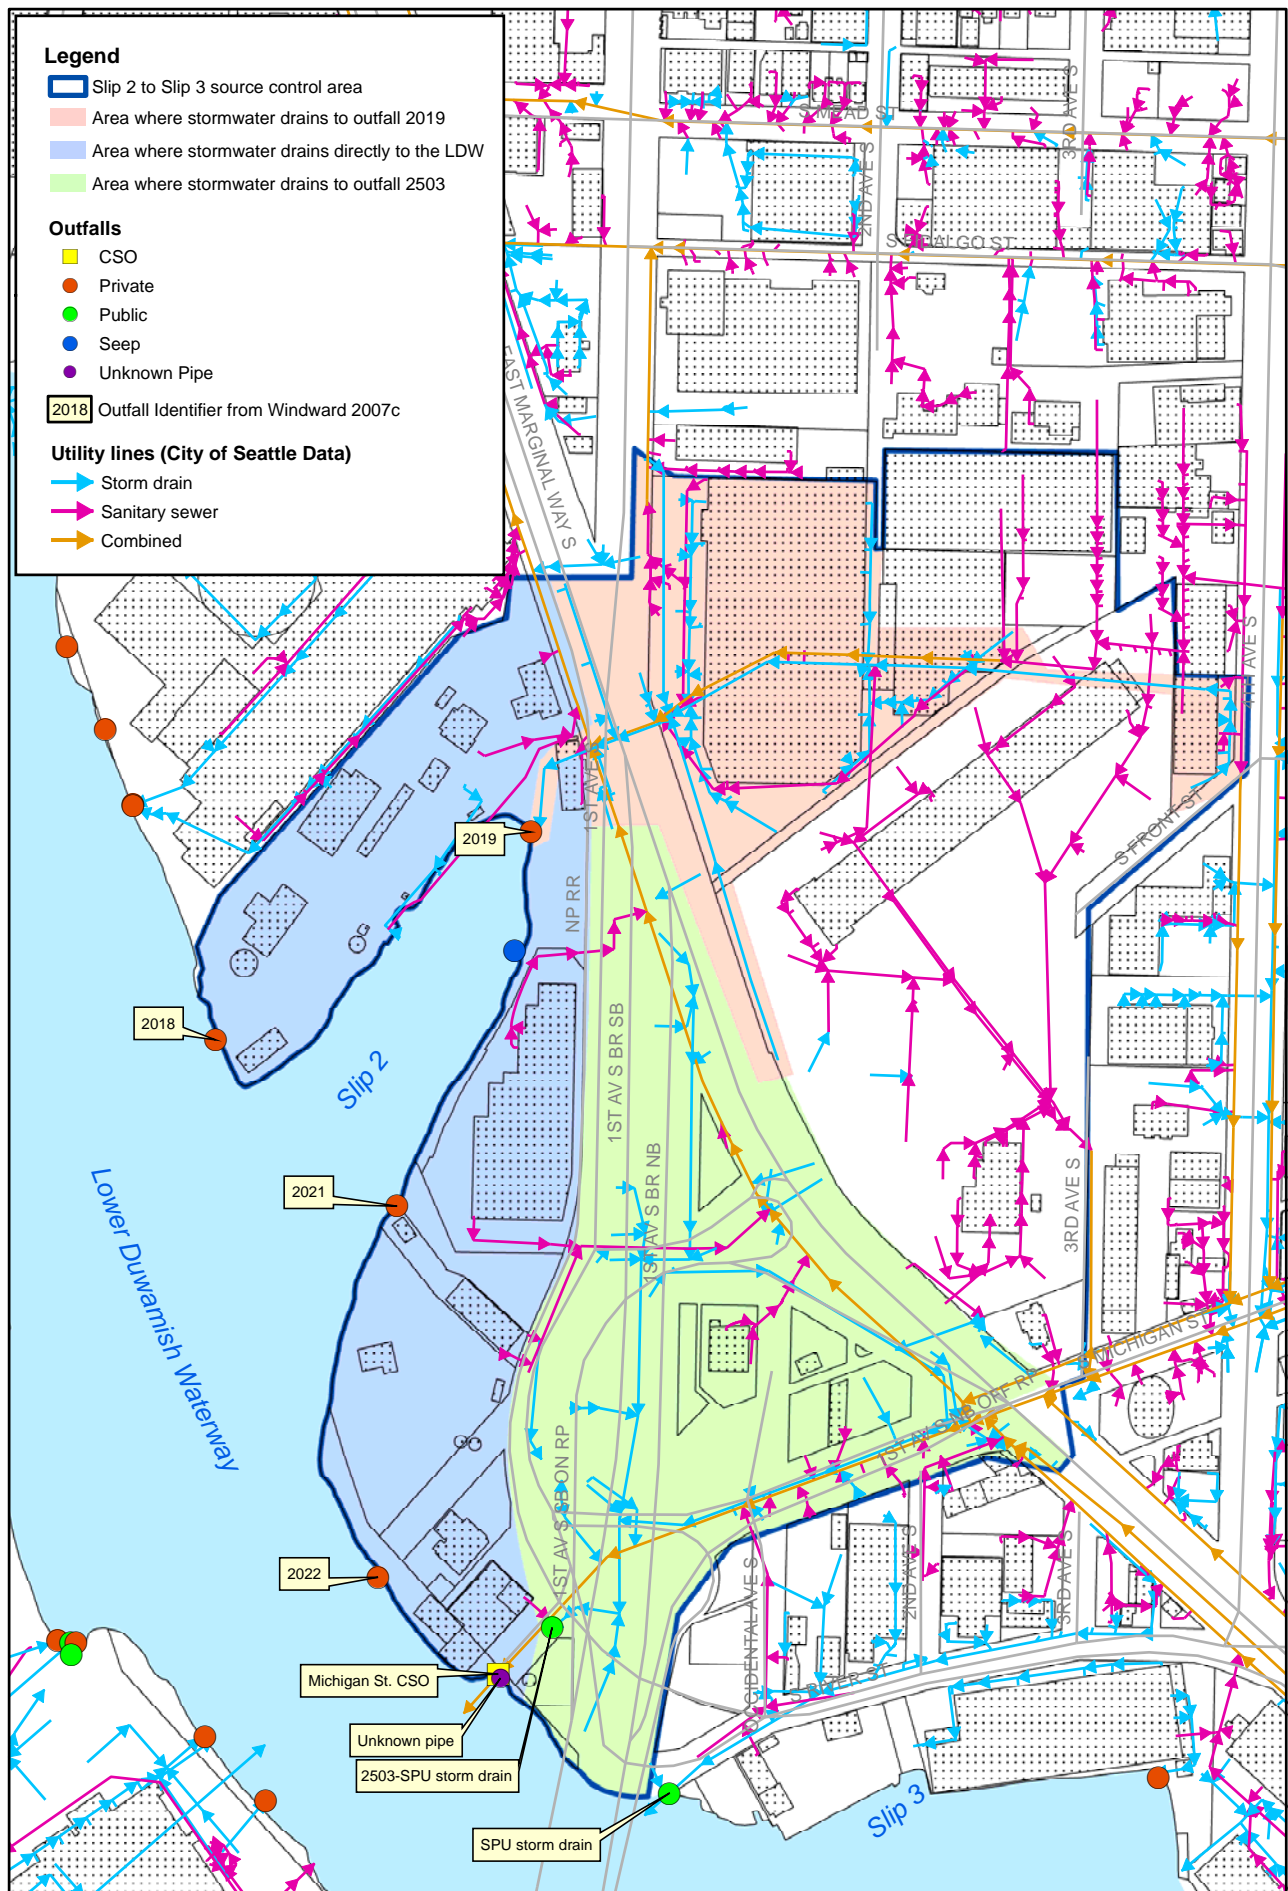 Legend
Slip 2 to Slip 3 source control area
Area where stormwater drains to outfall 2019
Area where stormwater drains directly to the LDW
Area where stormwater drains to outfall 2503
Outfalls
CSO
Private
Public
Seep
Unknown Pipe
2018 Outfall Identifier from Windward 2007c
Utility lines (City of Seattle Data)
Storm drain
Sanitary sewer
Combined
S MEAD ST
3RD AVE S
2ND AVE S
S FIDALGO ST
EAST MARGINAL WAY S
4TH AVE S
1ST AVE S
S FRONT ST
2019
NP RR
2018
Slip 2
1ST AV S BR SB
1ST AV S BR NB
2021
3RD AVE S
Lower Duwamish Waterway
MICHIGAN ST
1ST AV S NB OFF RP
1ST AV S SB ON RP
2022
OCCIDENTAL AVE S
2ND AVE S
3RD AVE S
S RIVER ST
Michigan St. CSO
Unknown pipe
2503-SPU storm drain
SPU storm drain
Slip 3